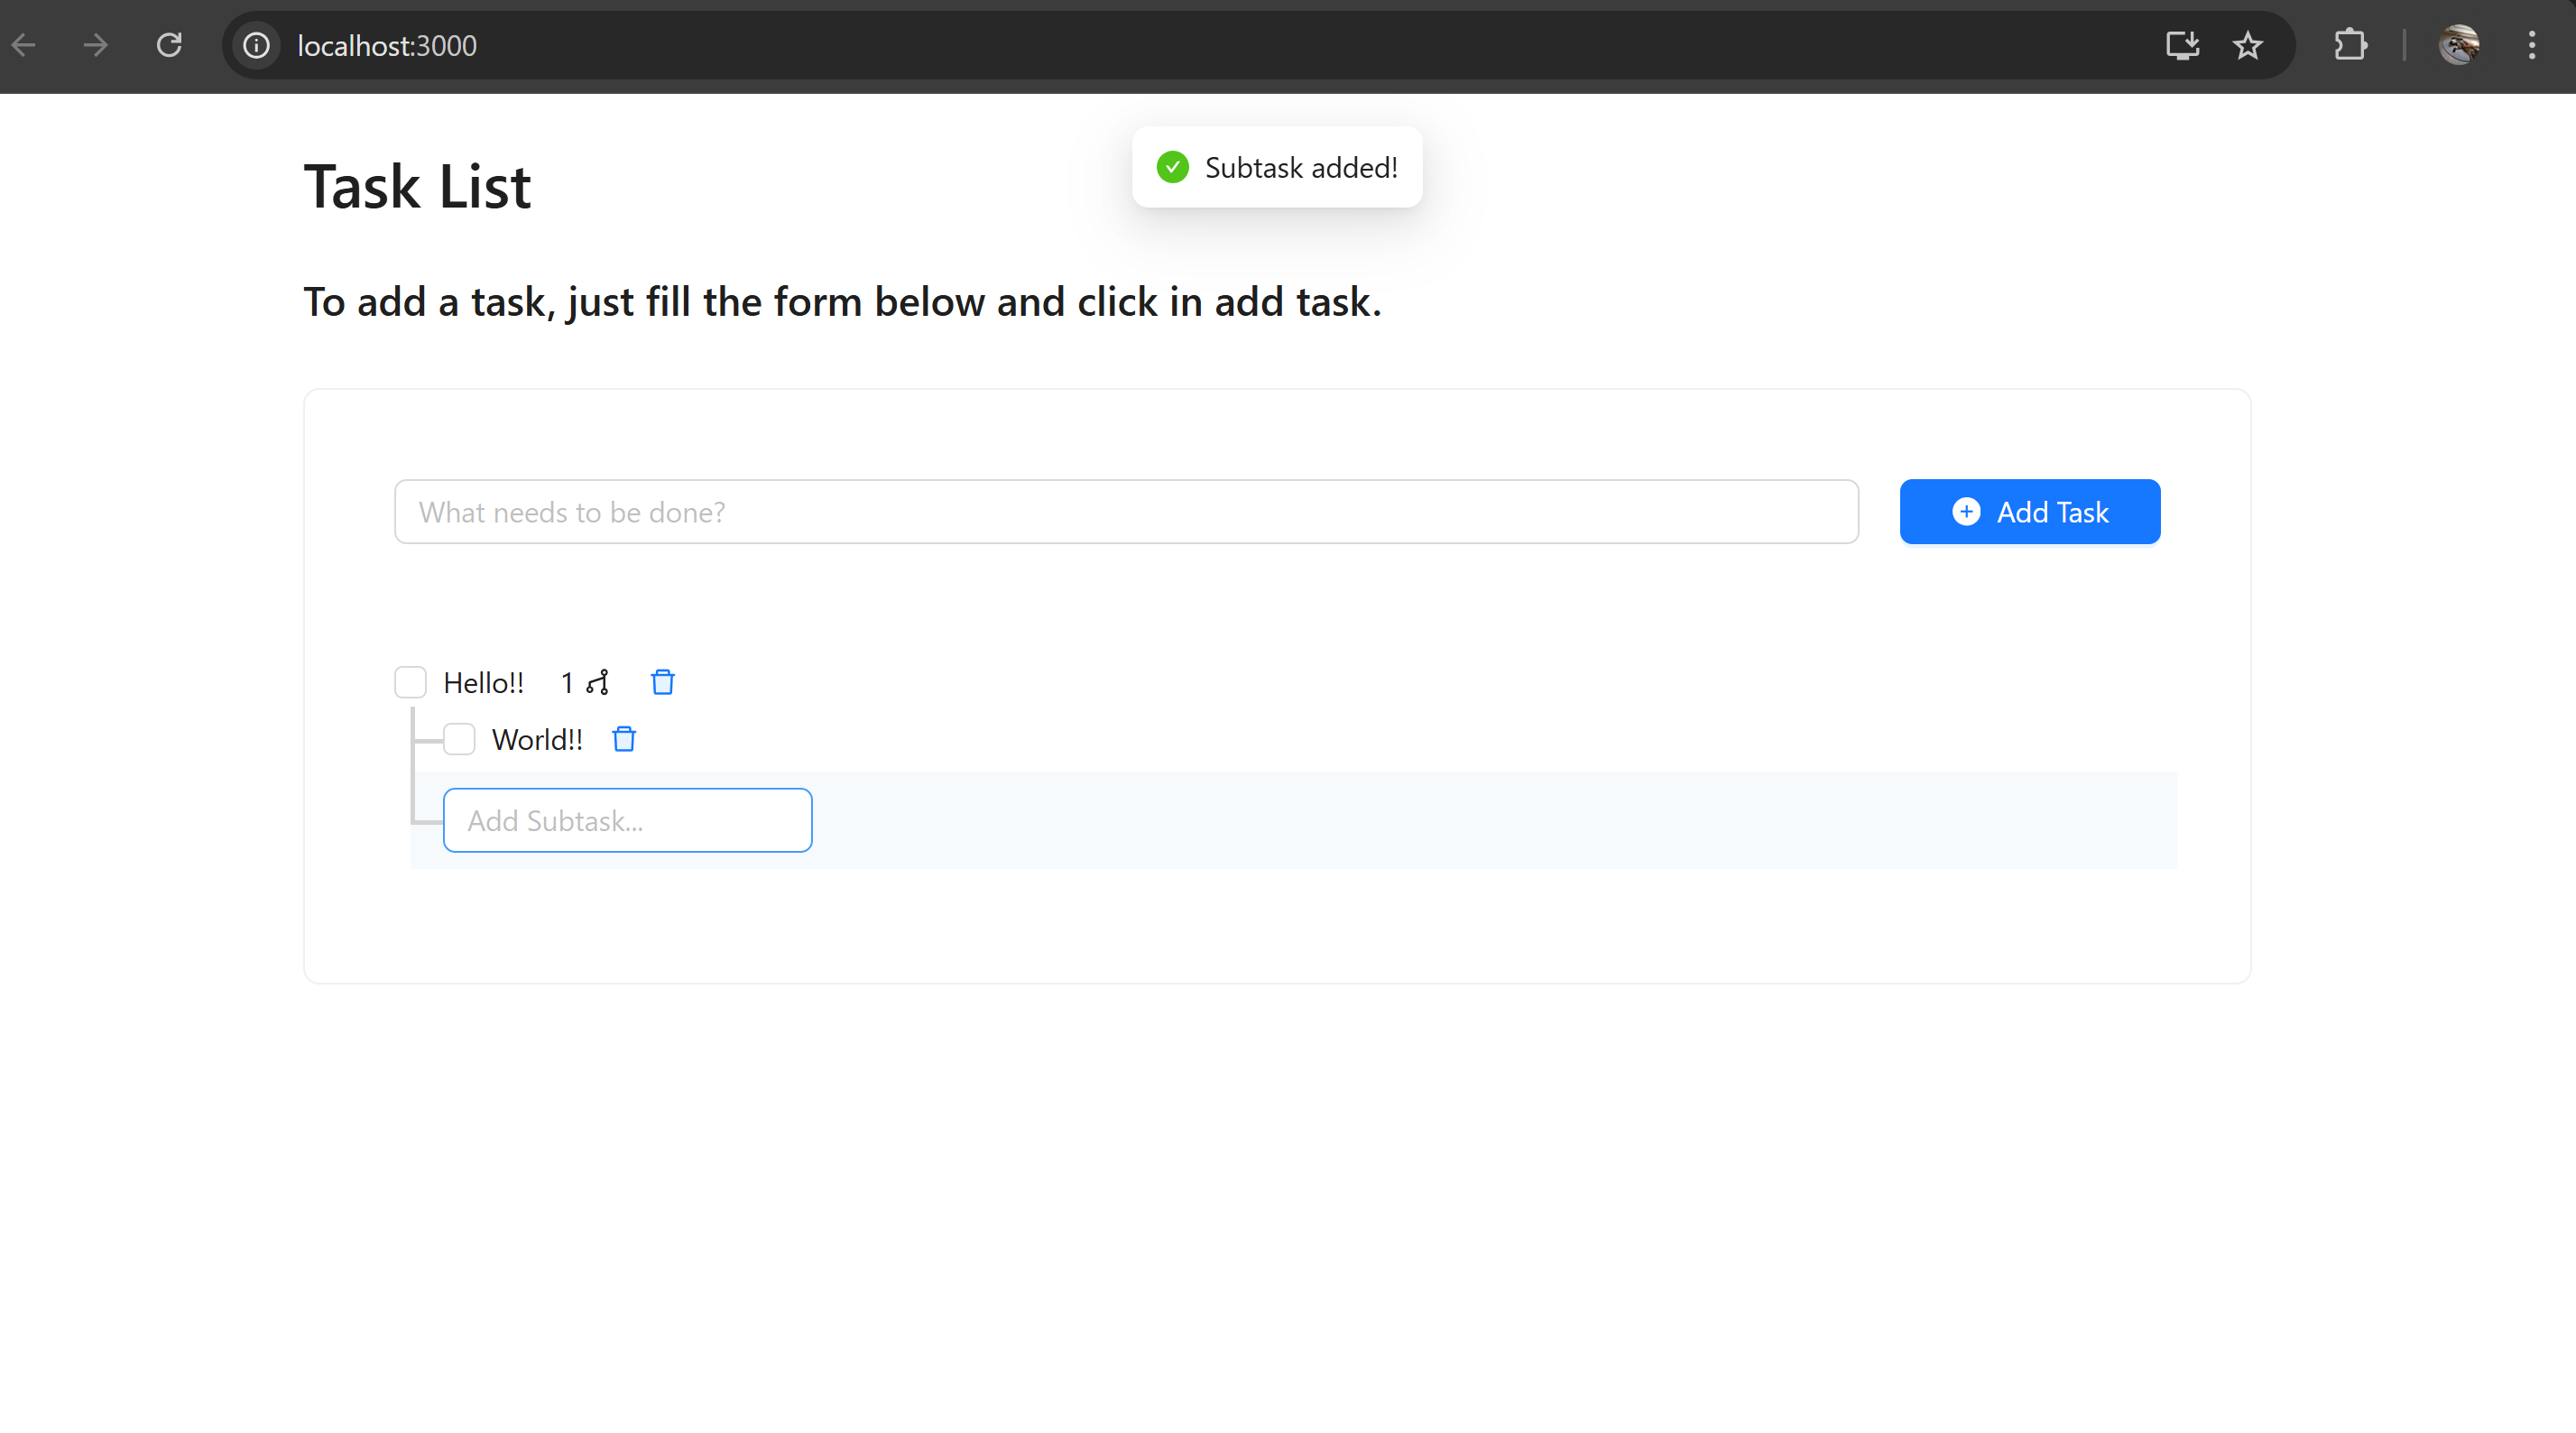 localhost:3000
Subtask added!
Task List
To add a task, just fill the form below and click in add task.
What needs to be done?
Add Task
Hello!! 1
World!!
Add Subtask...